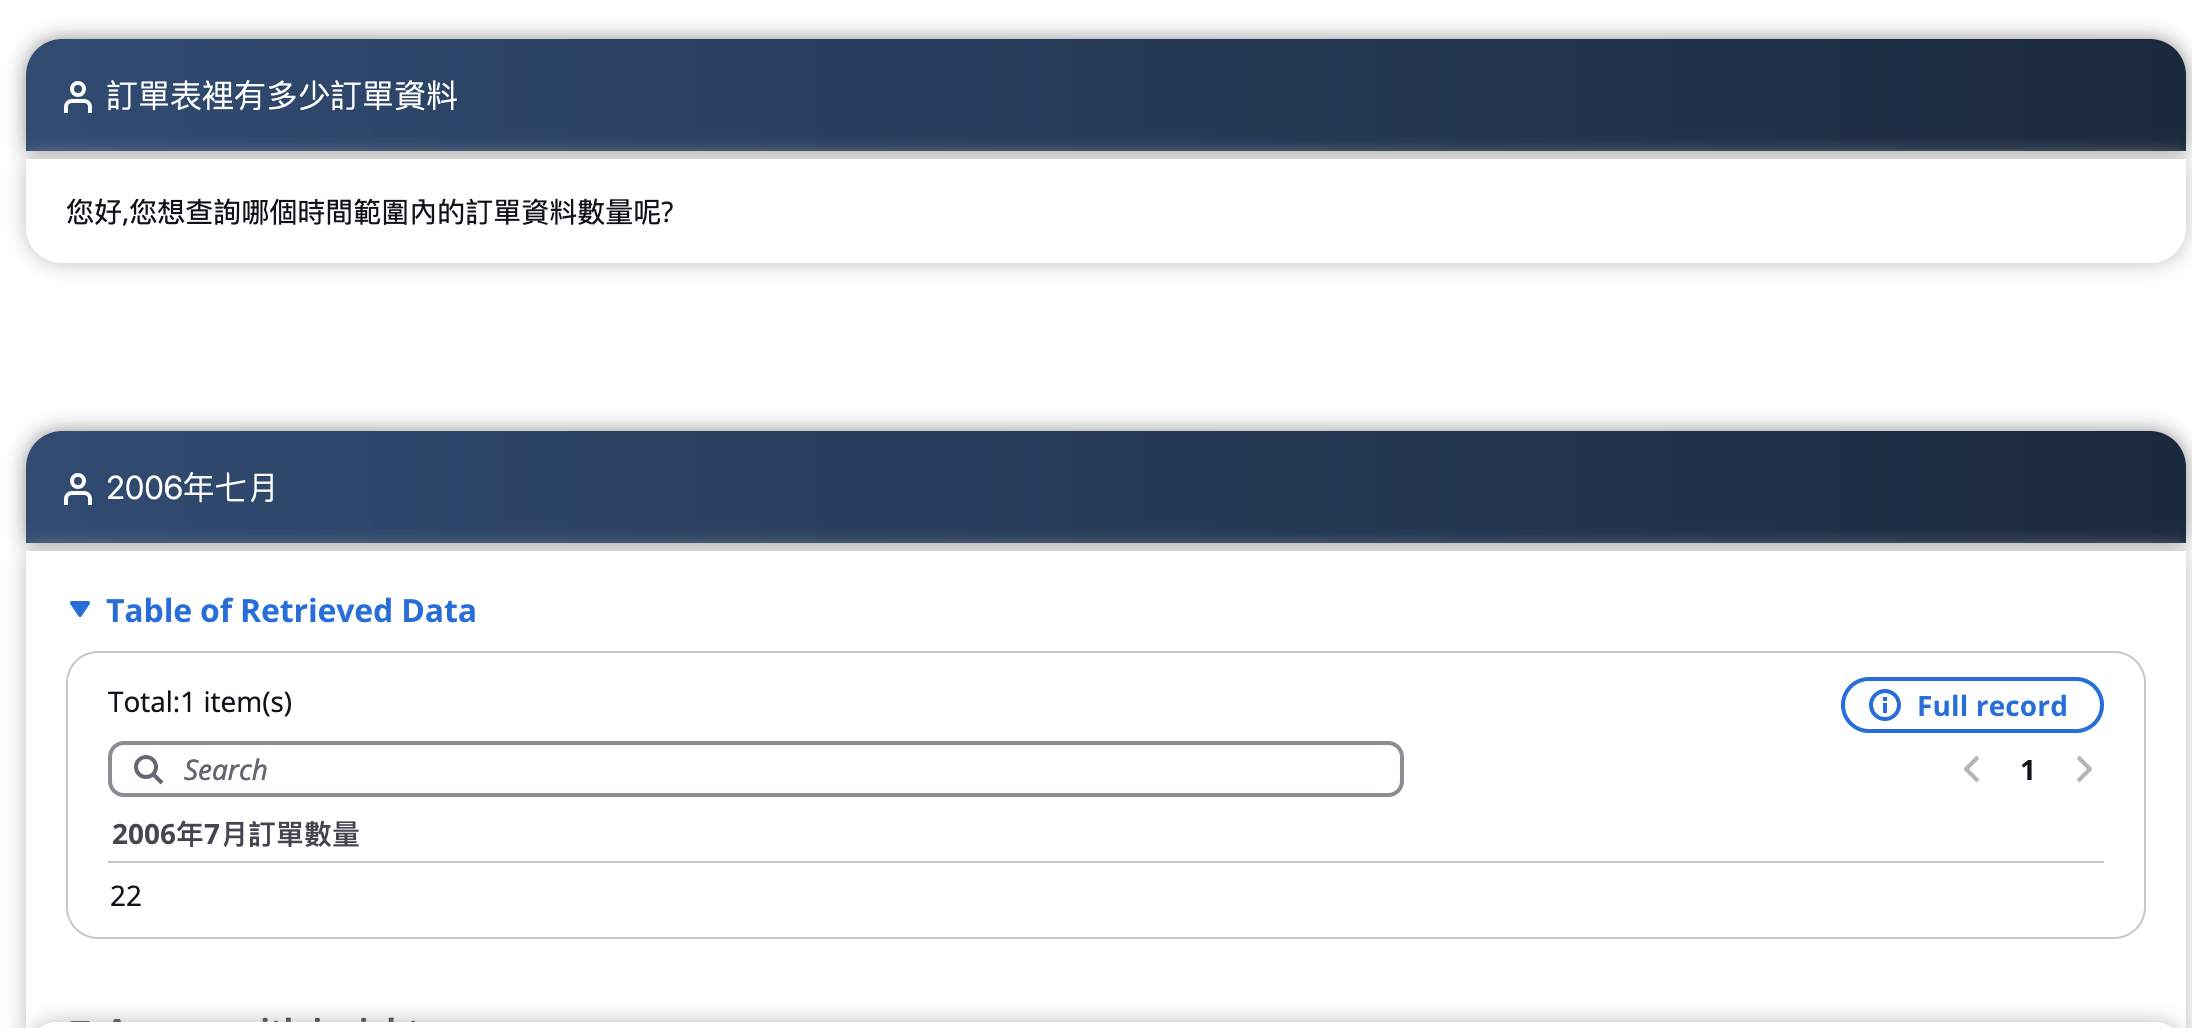 訂單表裡有多少訂單資料
您好,您想查詢哪個時間範圍內的訂單資料數量呢?
2006年七月
Table of Retrieved Data
Total:1 item(s)
Full record
Search
1
2006年7月訂單數量
22